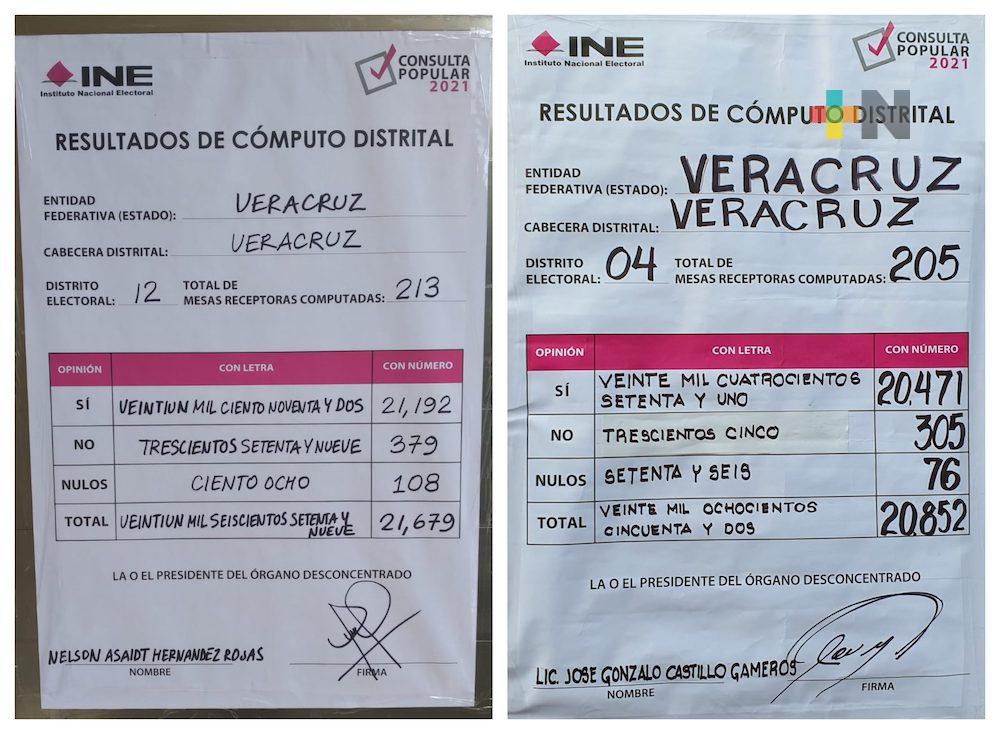 INE
Instituto Nacional Electoral
CONSULTA
POPULAR
2021
RESULTADOS DE CÓMPUTO DISTRITAL
ENTIDAD
FEDERATIVA (ESTADO): VERACRUZ
CABECERA DISTRITAL: VERACRUZ
DISTRITO
ELECTORAL: 12
TOTAL DE
MESAS RECEPTORAS COMPUTADAS: 213
OPINIÓN CON LETRA CON NÚMERO
SÍ VEINTIUN MIL CIENTO NOVENTA Y DOS 21,192
NO TRESCIENTOS SETENTA Y NUEVE 379
NULOS CIENTO OCHO 108
TOTAL VEINTIUN MIL SEISCIENTOS SETENTA Y
NUEVE 21,679
LA O EL PRESIDENTE DEL ÓRGANO DESCONCENTRADO
NELSON ASAIDT HERNANDEZ ROJAS
NOMBRE FIRMA
INE
Instituto Nacional Electoral
CONSULTA
POPULAR
2021
+N
RESULTADOS DE CÓMPUTO DISTRITAL
ENTIDAD
FEDERATIVA (ESTADO): VERACRUZ
CABECERA DISTRITAL: VERACRUZ
DISTRITO
ELECTORAL: 04
TOTAL DE
MESAS RECEPTORAS COMPUTADAS: 205
OPINIÓN CON LETRA CON NÚMERO
SÍ VEINTE MIL CUATROCIENTOS
SETENTA Y UNO 20,471
NO TRESCIENTOS CINCO 305
NULOS SETENTA Y SEIS 76
TOTAL VEINTE MIL OCHOCIENTOS
CINCUENTA Y DOS 20,852
LA O EL PRESIDENTE DEL ÓRGANO DESCONCENTRADO
LIC. JOSE GONZALO CASTILLO GAMEROS
NOMBRE FIRMA